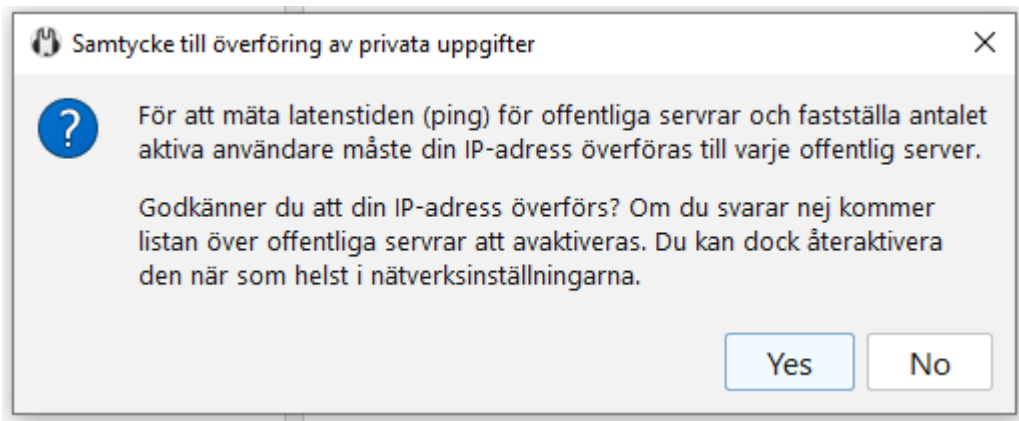 Samtycke till överföring av privata uppgifter
För att mäta latenstiden (ping) för offentliga servrar och fastställa antalet
aktiva användare måste din IP-adress överföras till varje offentlig server.
Godkänner du att din IP-adress överförs? Om du svarar nej kommer
listan över offentliga servrar att avaktiveras. Du kan dock återaktivera
den när som helst i nätverksinställningarna.
Yes
No